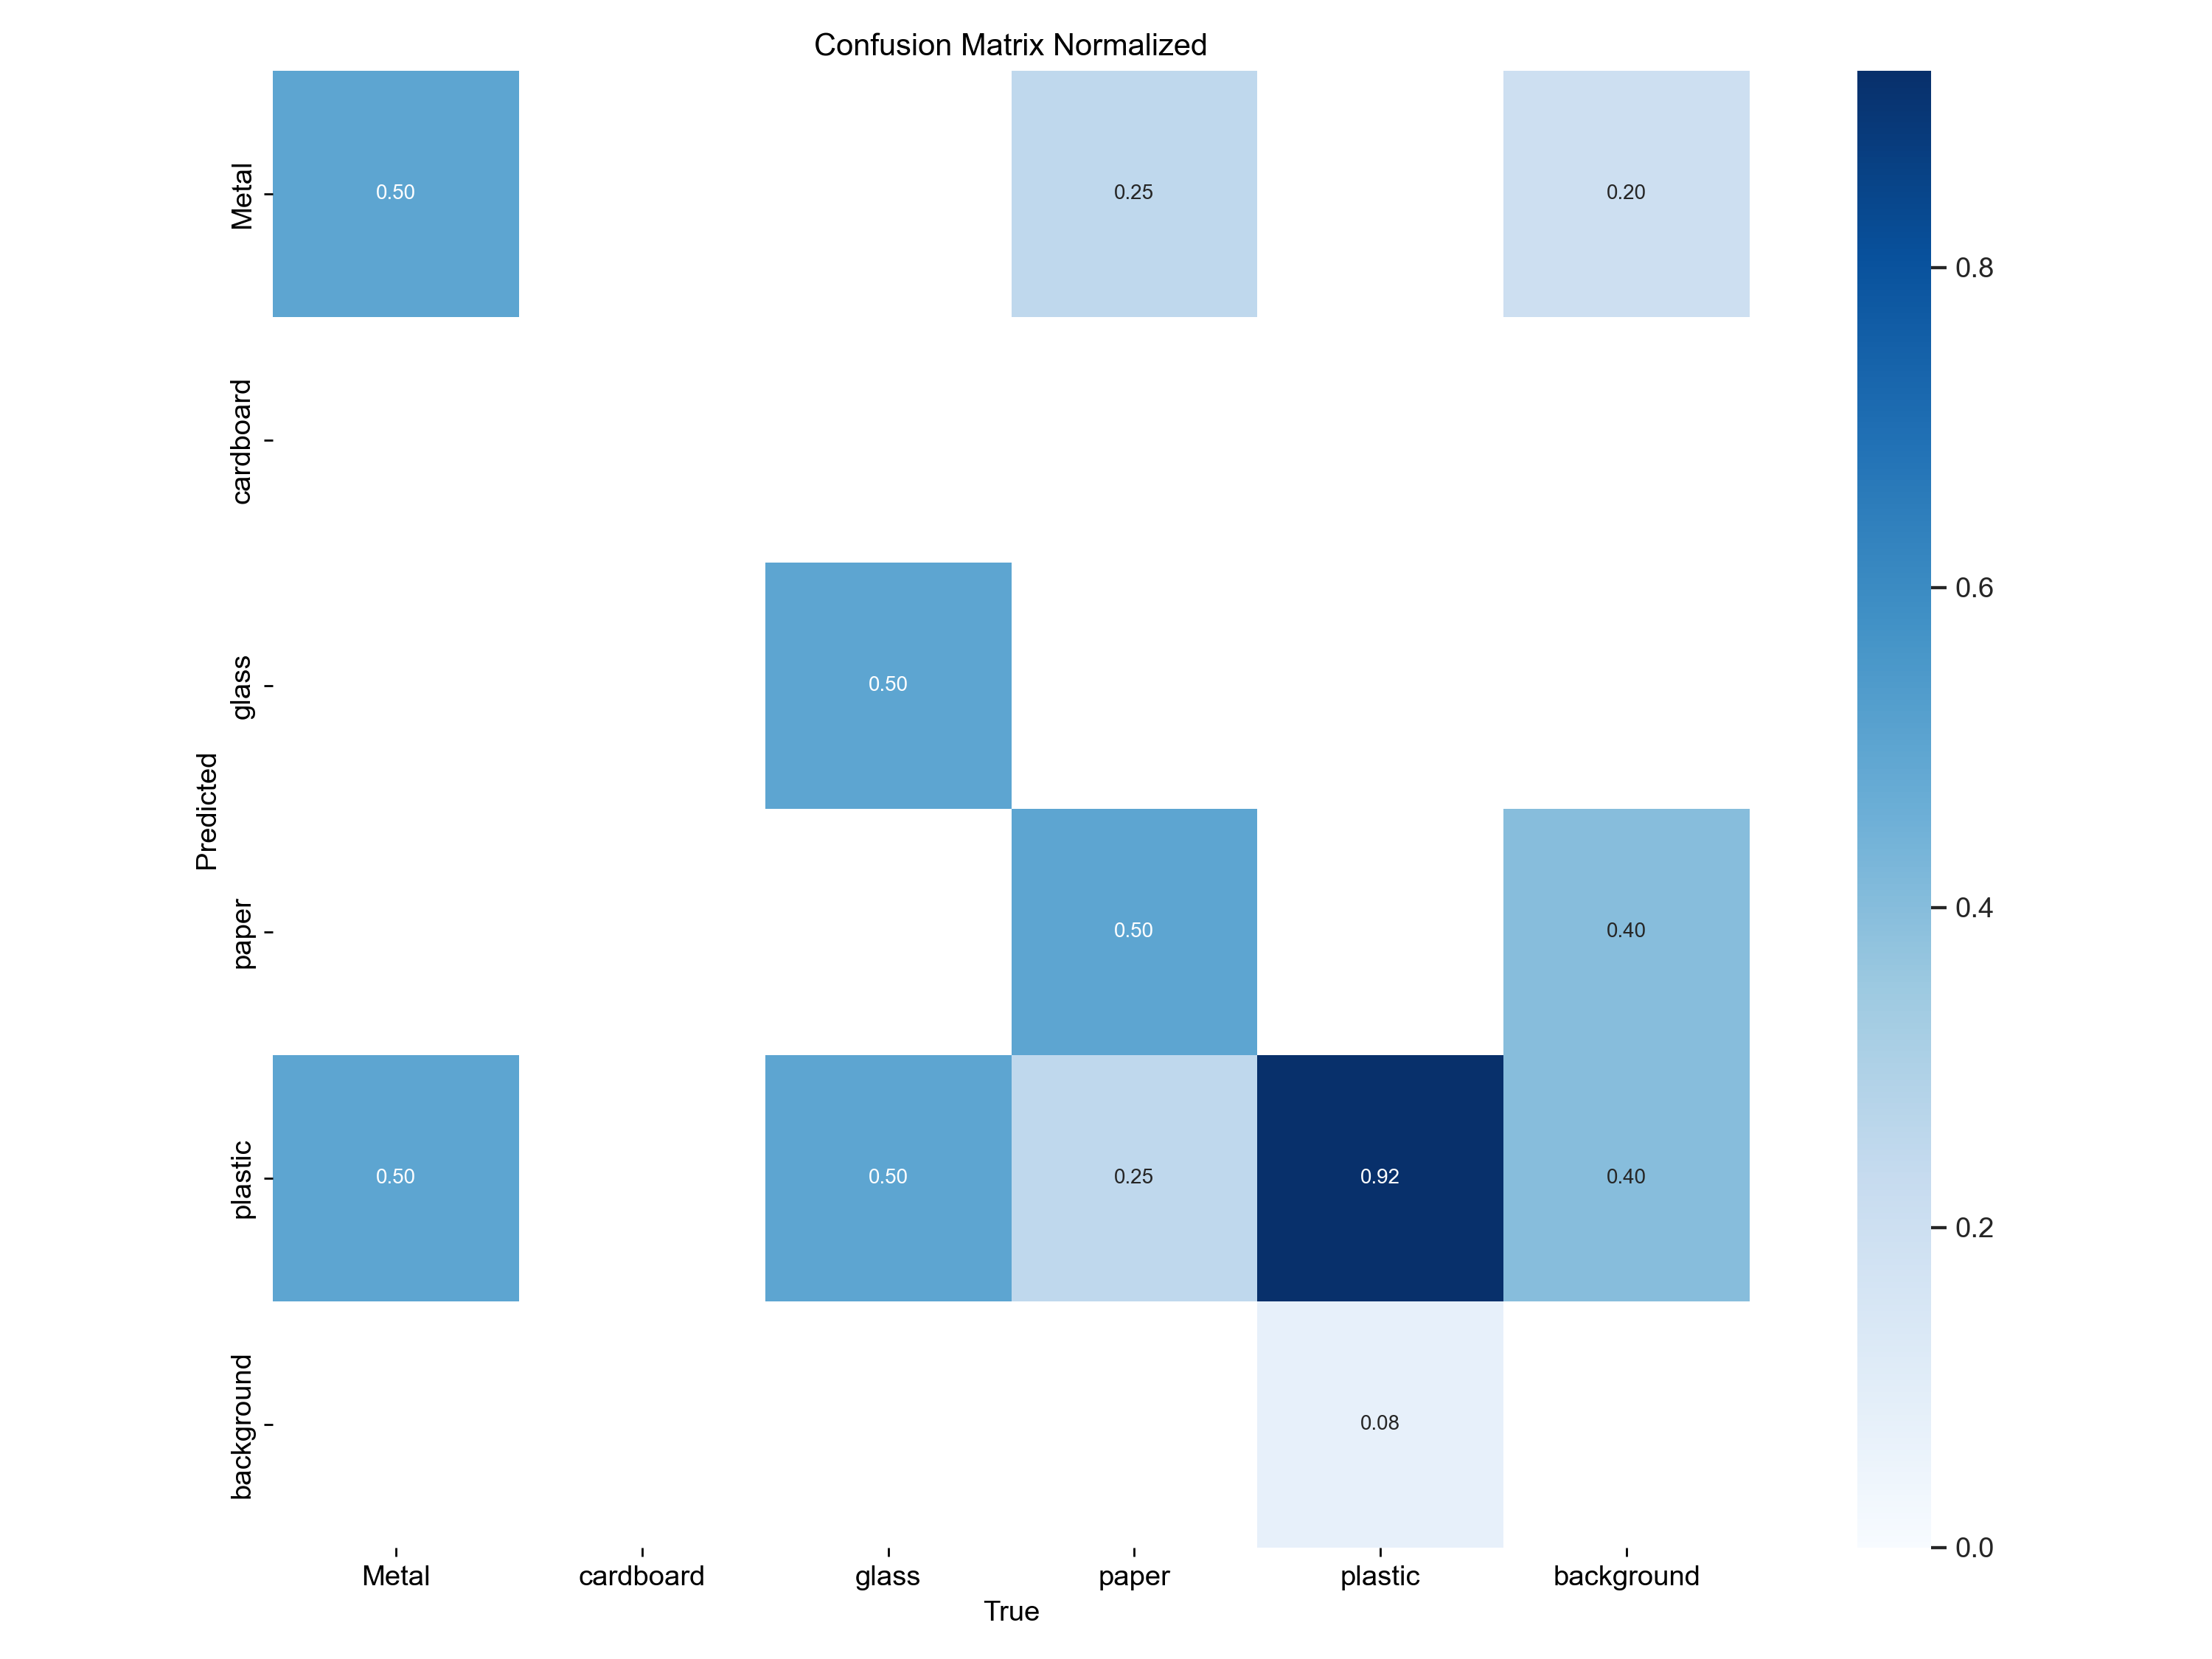 Confusion Matrix Normalized
Metal
0.50
0.25
0.20
cardboard
glass
0.50
paper
0.50
0.40
plastic
0.50
0.50
0.25
0.92
0.40
background
0.08
Predicted
Metal
cardboard
glass
paper
plastic
background
True
0.8
0.6
0.4
0.2
0.0